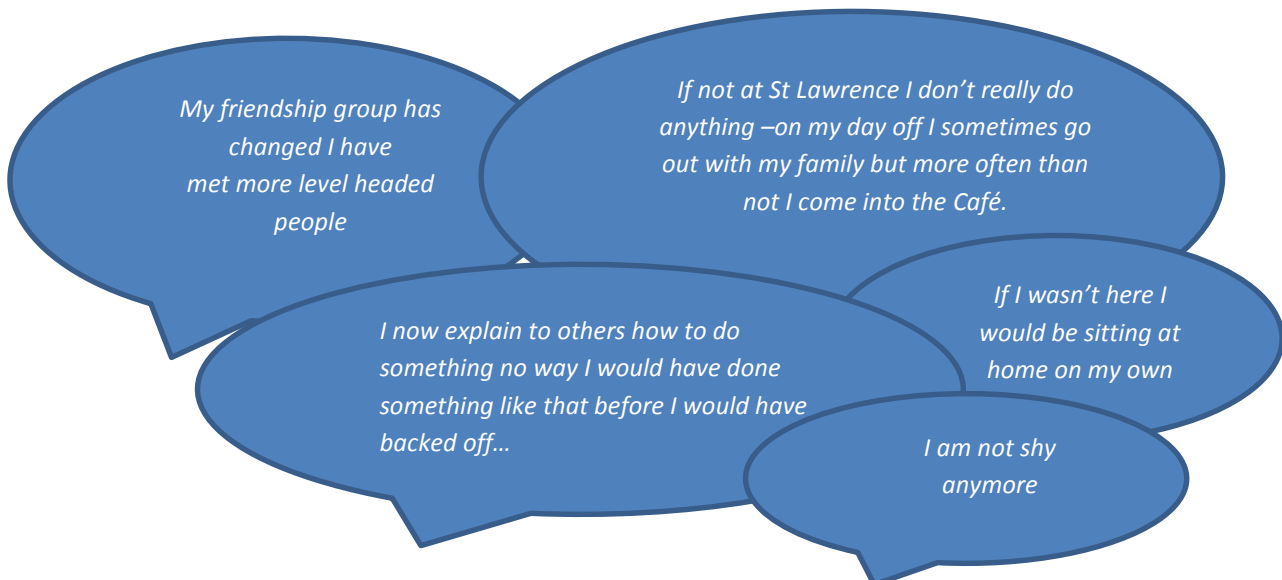 My friendship group has
changed I have
met more level headed
people
If not at St Lawrence I don’t really do
anything –on my day off I sometimes go
out with my family but more often than
not I come into the Café.
If I wasn’t here I
would be sitting at
home on my own
I now explain to others how to do
something no way I would have done
something like that before I would have
backed off…
I am not shy
anymore